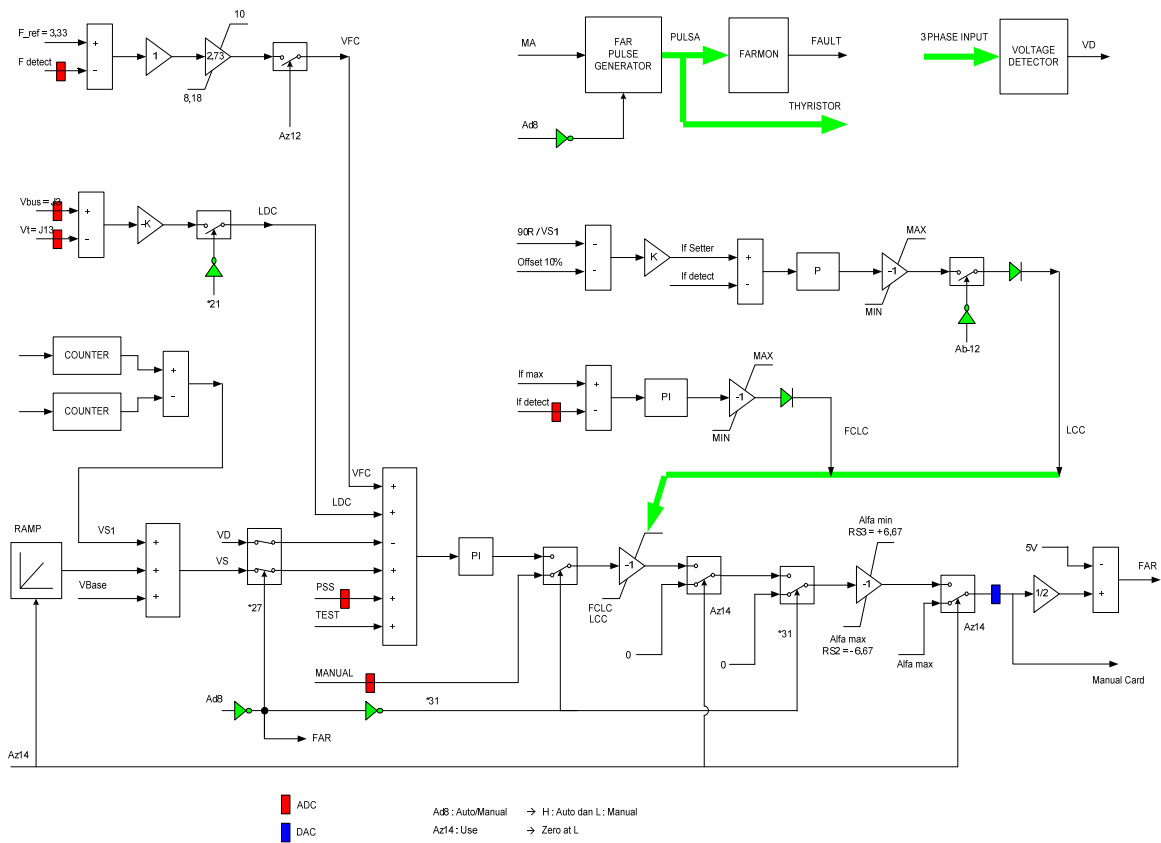 F_ref = 3,33
F detect
+
-
1
2,73
10
8,18
Az12
VFC
MA
FAR
PULSE
GENERATOR
PULSA
FARMON
FAULT
THYRISTOR
Ad8
3 PHASE INPUT
VOLTAGE
DETECTOR
VD
Vbus = J3
Vt = J13
+
-
-K
LDC
*21
90R / VS1
Offset 10%
-
-
K
If Setter
If detect
+
-
P
-1
MAX
MIN
Ab-12
LCC
COUNTER
COUNTER
+
-
If max
If detect
+
-
PI
-1
MAX
MIN
FCLC
RAMP
VS1
VBase
+
+
+
VD
VS
*27
VFC
LDC
PSS
TEST
+
+
-
+
+
+
PI
MANUAL
-1
FCLC
LCC
0
Az14
0
*31
Alfa min
RS3 = +6,67
-1
Alfa max
RS2 = -6,67
Alfa max
Az14
5V
1/2
-
+
FAR
Manual Card
Ad8
*31
FAR
Az14
ADC
DAC
Ad8 : Auto/Manual → H : Auto dan L : Manual
Az14 : Use → Zero at L